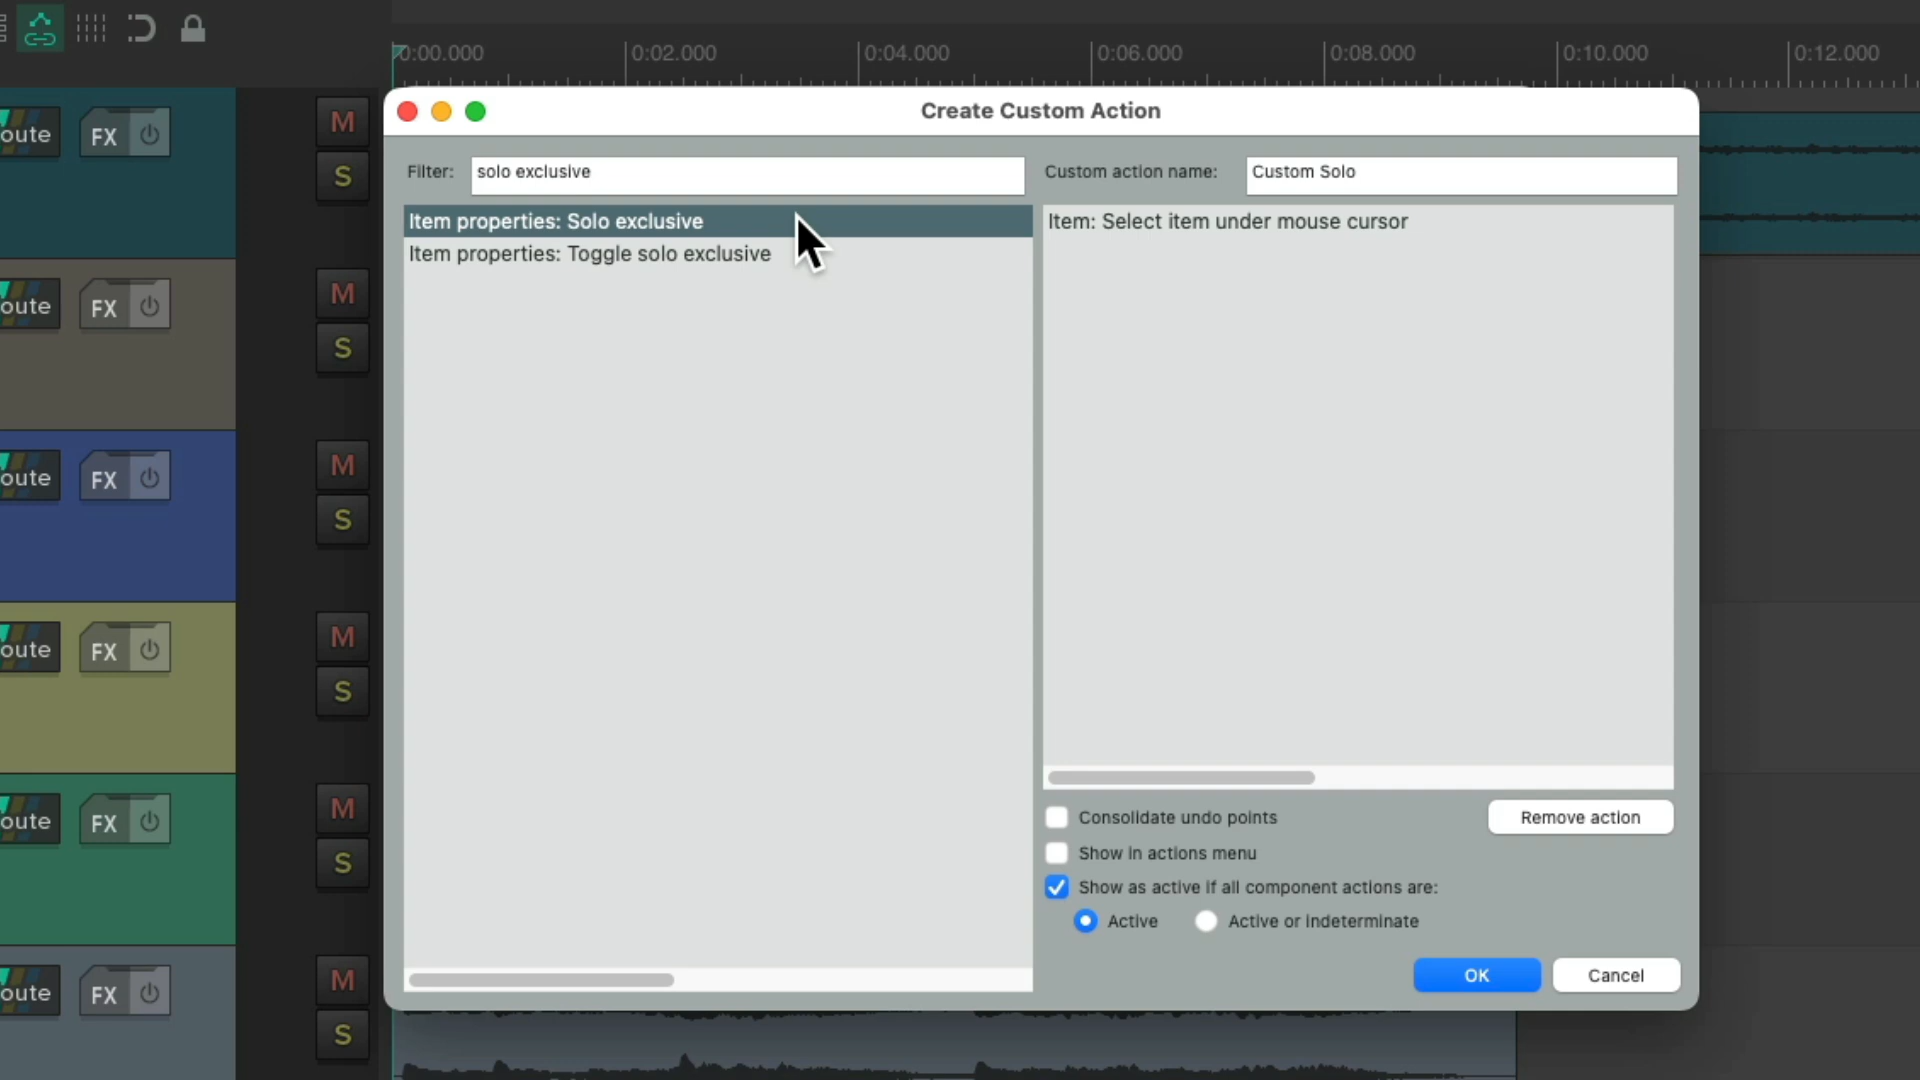 0:00.000 0:02.000 0:04.000 0:06.000 0:08.000 0:10.000 0:12.000
Create Custom Action
Filter: solo exclusive
Custom action name: Custom Solo
Item properties: Solo exclusive
Item properties: Toggle solo exclusive
Item: Select item under mouse cursor
Consolidate undo points
Remove action
Show in actions menu
Show as active if all component actions are:
Active
Active or indeterminate
OK
Cancel
oute FX M
S
oute FX M
S
oute FX M
S
oute FX M
S
oute FX M
S
oute FX M
S